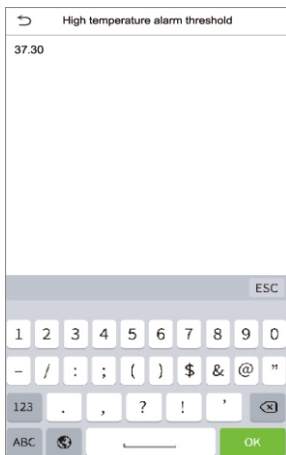 High temperature alarm threshold
37.30
ESC
1 2 3 4 5 6 7 8 9 0
- / : ; ( ) $ & @ "
123 . , ? ! '
ABC OK